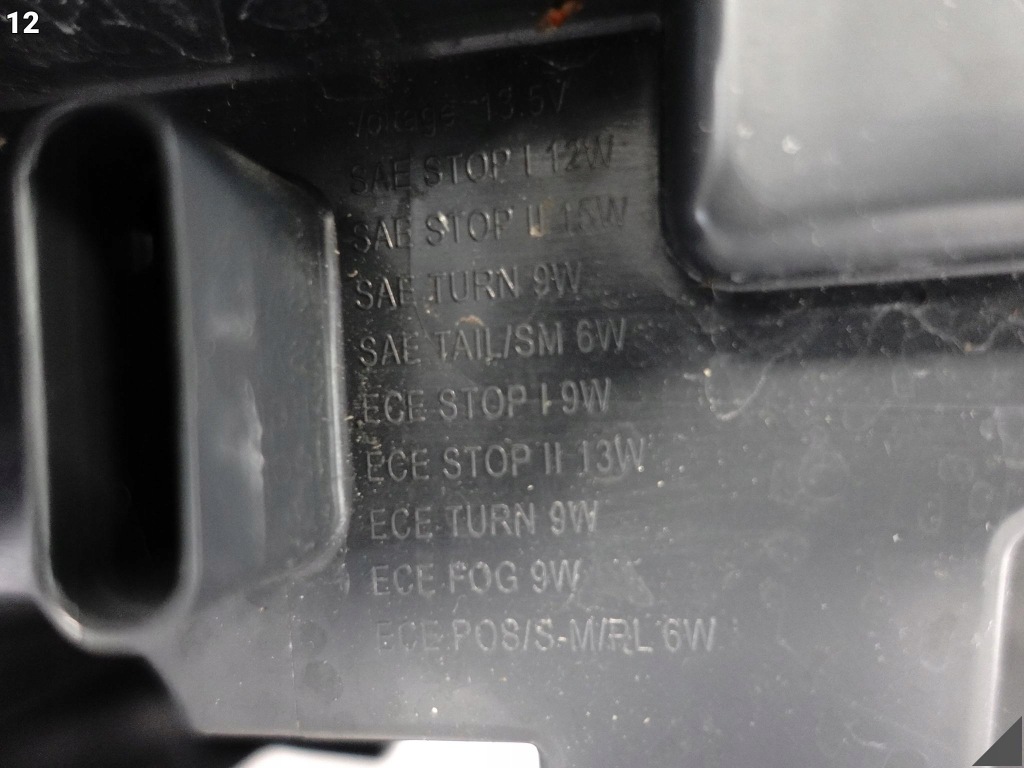 12
Voltage 13.5V
SAE STOP I 12W
SAE STOP II 15W
SAE TURN 9W
SAE TAIL/SM 6W
ECE STOP I 9W
ECE STOP II 13W
ECE TURN 9W
ECE FOG 9W
ECE POS/S-M/RL 6W